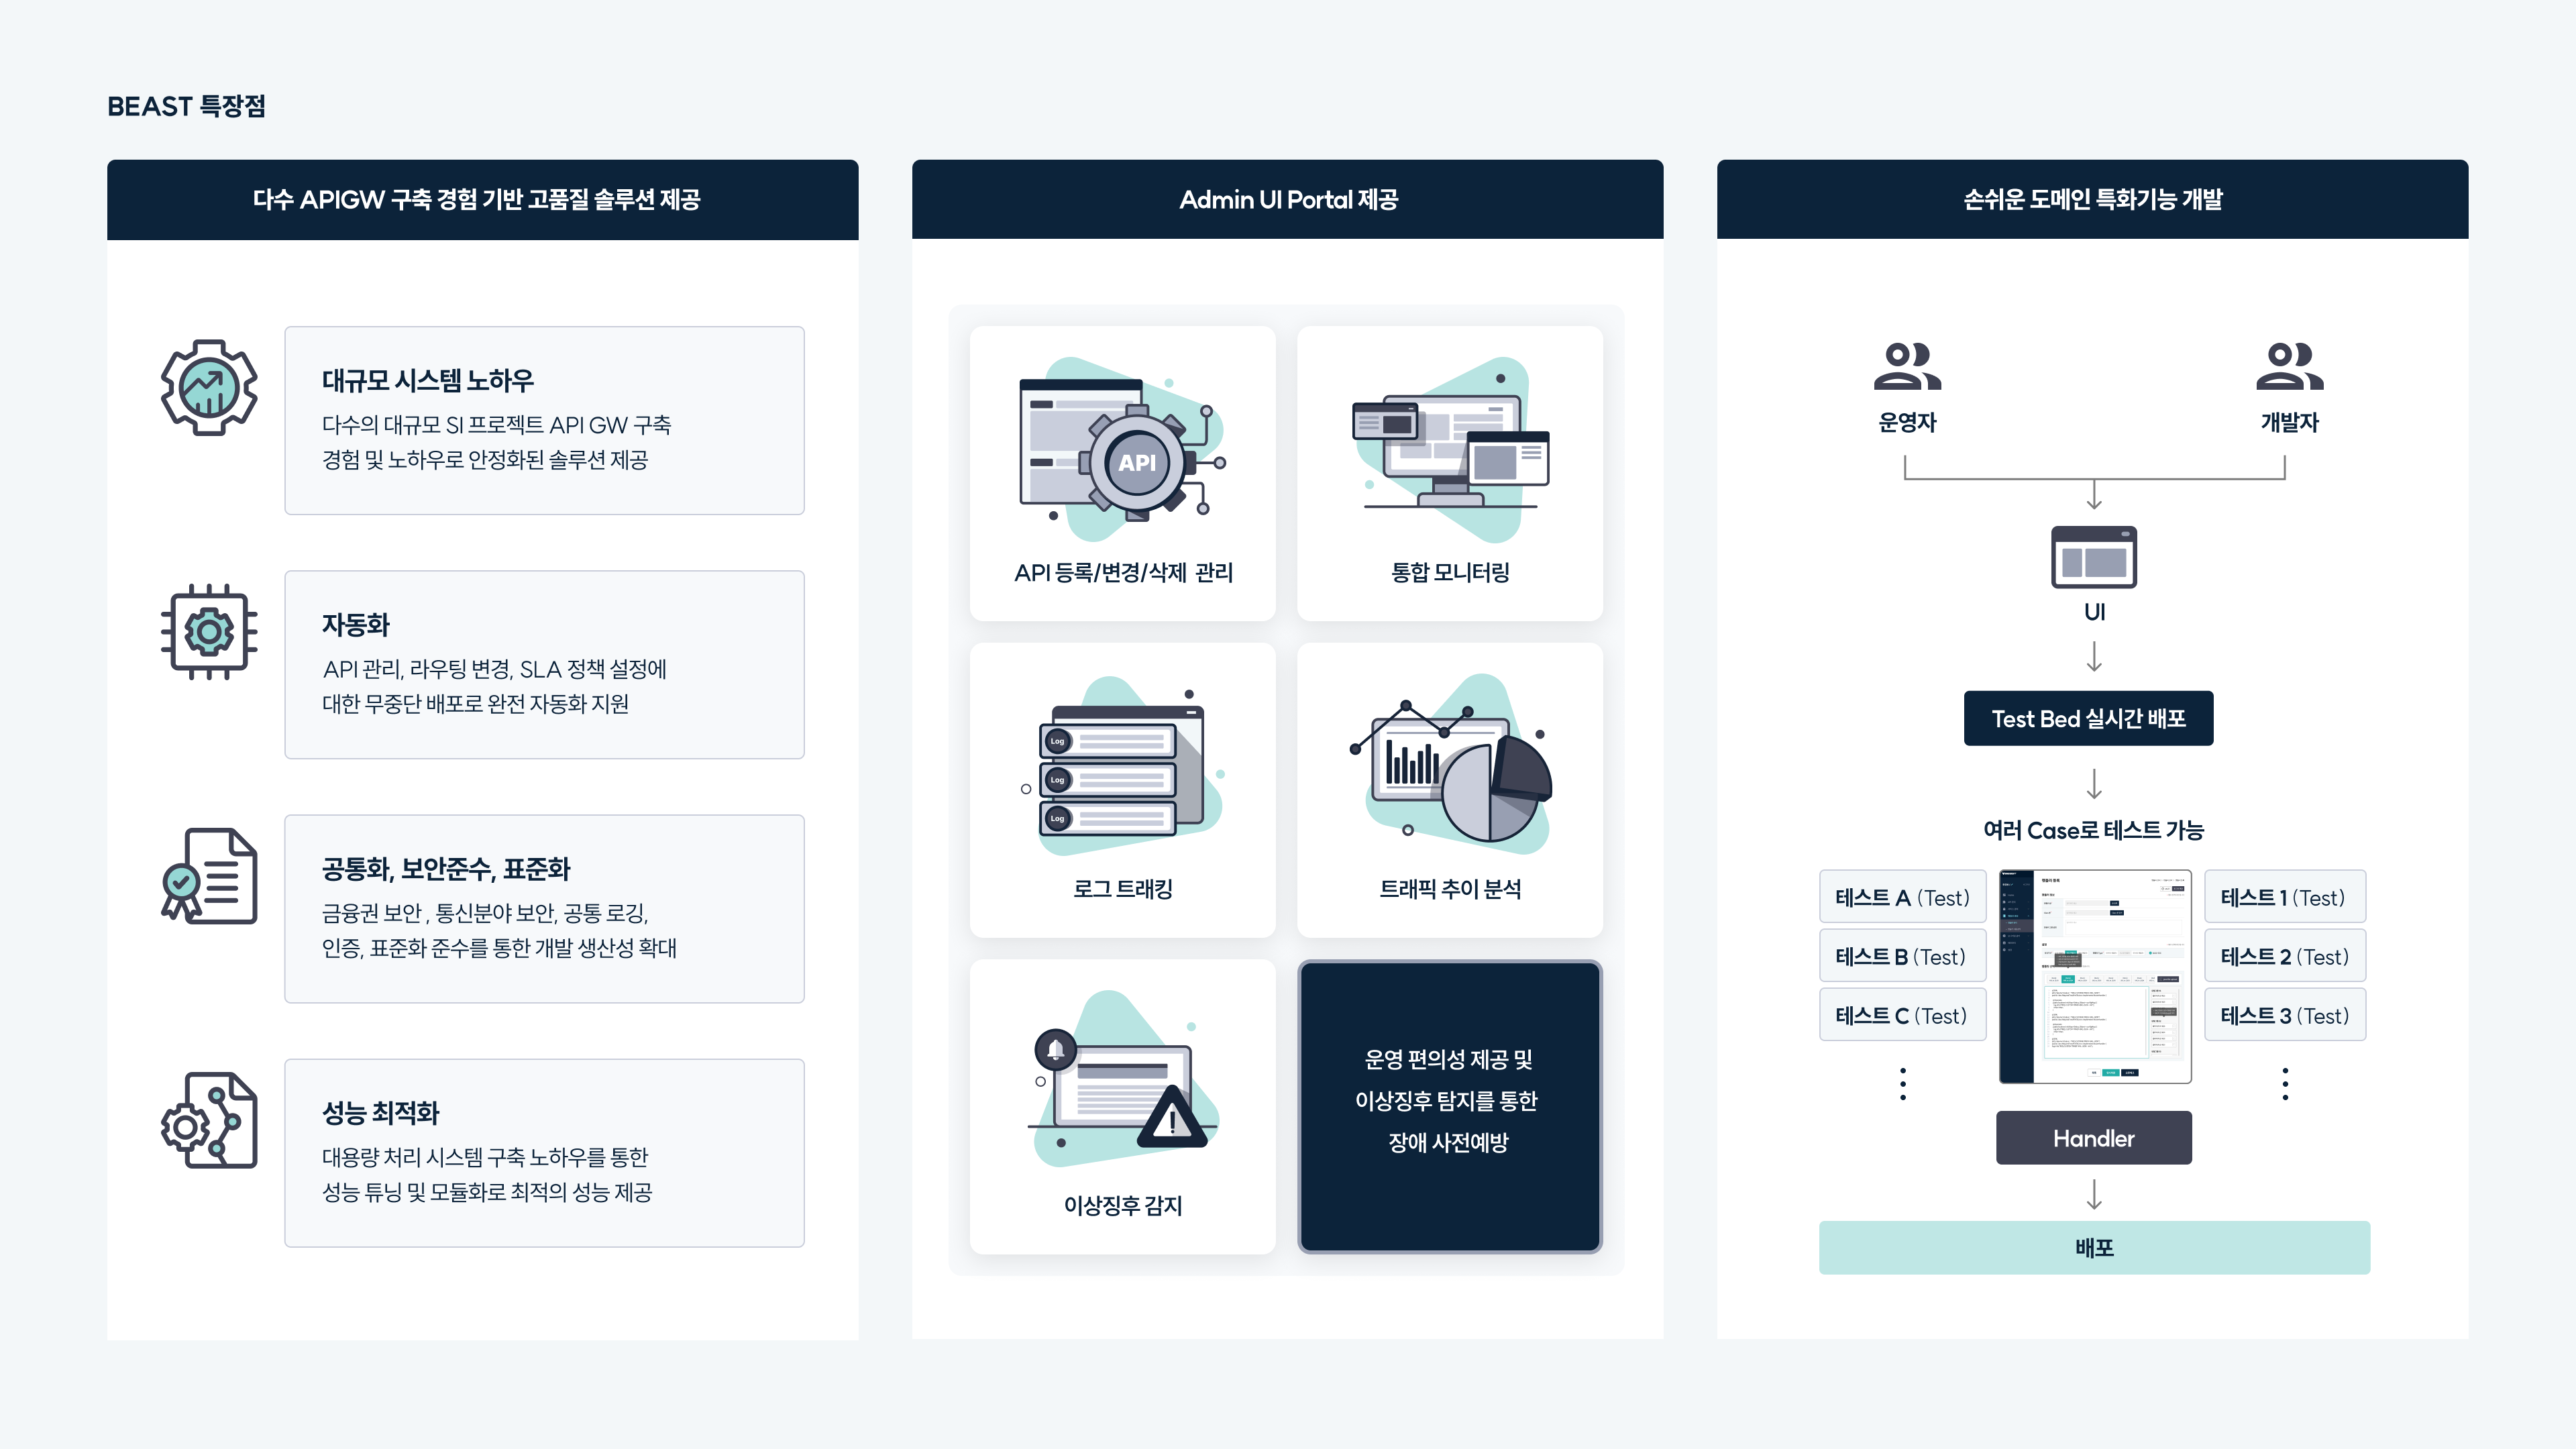 BEAST 특장점
다수 APIGW 구축 경험 기반 고품질 솔루션 제공
대규모 시스템 노하우
다수의 대규모 SI 프로젝트 API GW 구축
경험 및 노하우로 안정화된 솔루션 제공
자동화
API 관리, 라우팅 변경, SLA 정책 설정에
대한 무중단 배포로 완전 자동화 지원
공통화, 보안준수, 표준화
금융권 보안 , 통신분야 보안, 공통 로깅,
인증, 표준화 준수를 통한 개발 생산성 확대
성능 최적화
대용량 처리 시스템 구축 노하우를 통한
성능 튜닝 및 모듈화로 최적의 성능 제공
Admin UI Portal 제공
API
API 등록/변경/삭제 관리
통합 모니터링
Log
Log
Log
로그 트래킹
트래픽 추이 분석
이상징후 감지
운영 편의성 제공 및
이상징후 탐지를 통한
장애 사전예방
손쉬운 도메인 특화기능 개발
운영자
개발자
UI
Test Bed 실시간 배포
여러 Case로 테스트 가능
테스트 A (Test)
테스트 B (Test)
테스트 C (Test)
테스트 1 (Test)
테스트 2 (Test)
테스트 3 (Test)
Handler
배포